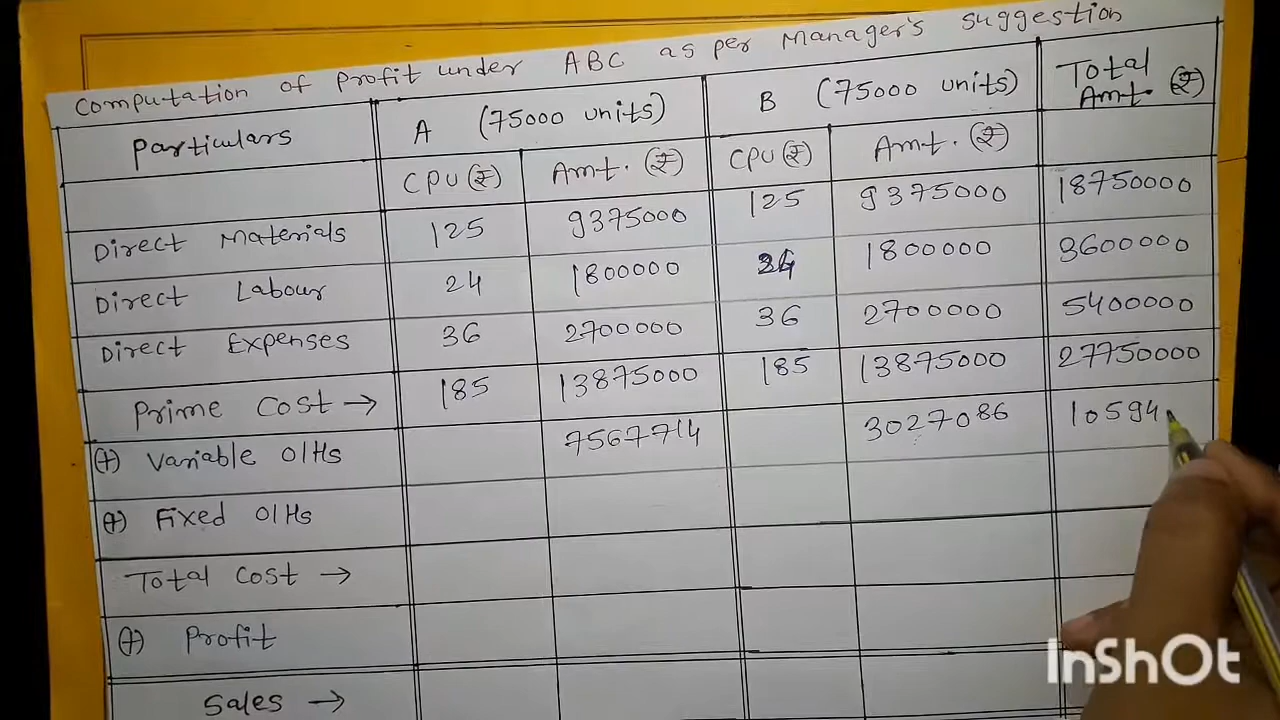 Computation of Profit under ABC as per Manager's suggestion
Particulars A (75000 units) B (75000 units) Total Amt. (₹)
CPU (₹) Amt. (₹) CPU (₹) Amt. (₹)
Direct Materials 125 9375000 125 9375000 18750000
Direct Labour 24 1800000 24 1800000 3600000
Direct Expenses 36 2700000 36 2700000 5400000
Prime Cost → 185 13875000 185 13875000 27750000
(+) Variable O/Hs 7567714 3027086 10594
(+) Fixed O/Hs
Total Cost →
(+) Profit
Sales →
InShOt